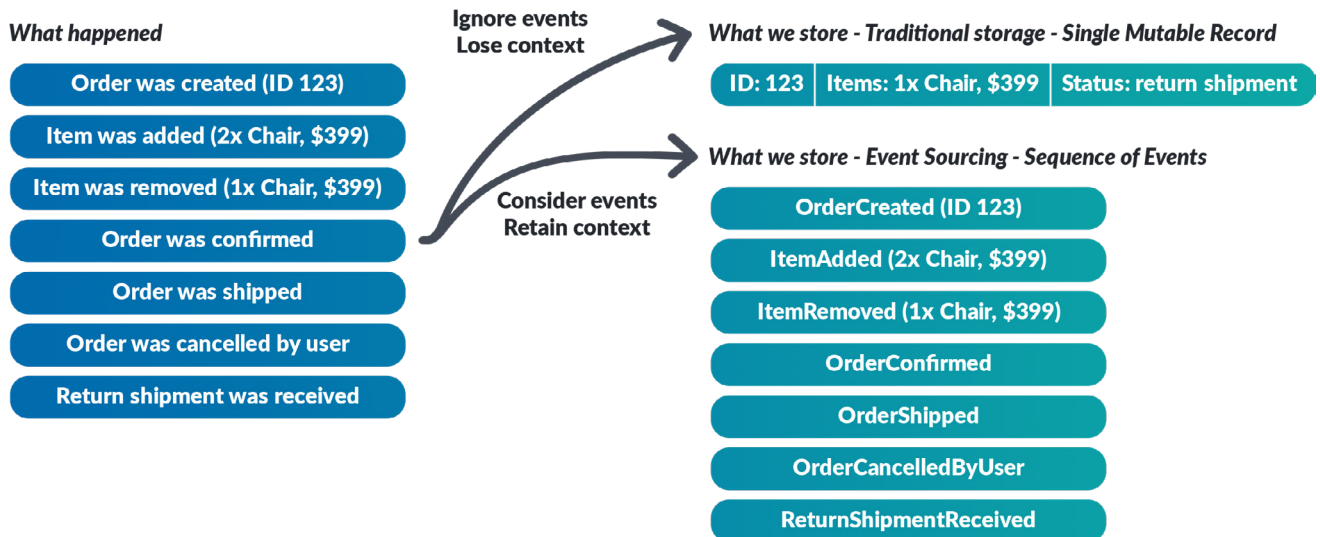 What happened
Order was created (ID 123)
Item was added (2x Chair, $399)
Item was removed (1x Chair, $399)
Order was confirmed
Order was shipped
Order was cancelled by user
Return shipment was received
Ignore events
Lose context
Consider events
Retain context
What we store - Traditional storage - Single Mutable Record
ID: 123 Items: 1x Chair, $399 Status: return shipment
What we store - Event Sourcing - Sequence of Events
OrderCreated (ID 123)
ItemAdded (2x Chair, $399)
ItemRemoved (1x Chair, $399)
OrderConfirmed
OrderShipped
OrderCancelledByUser
ReturnShipmentReceived